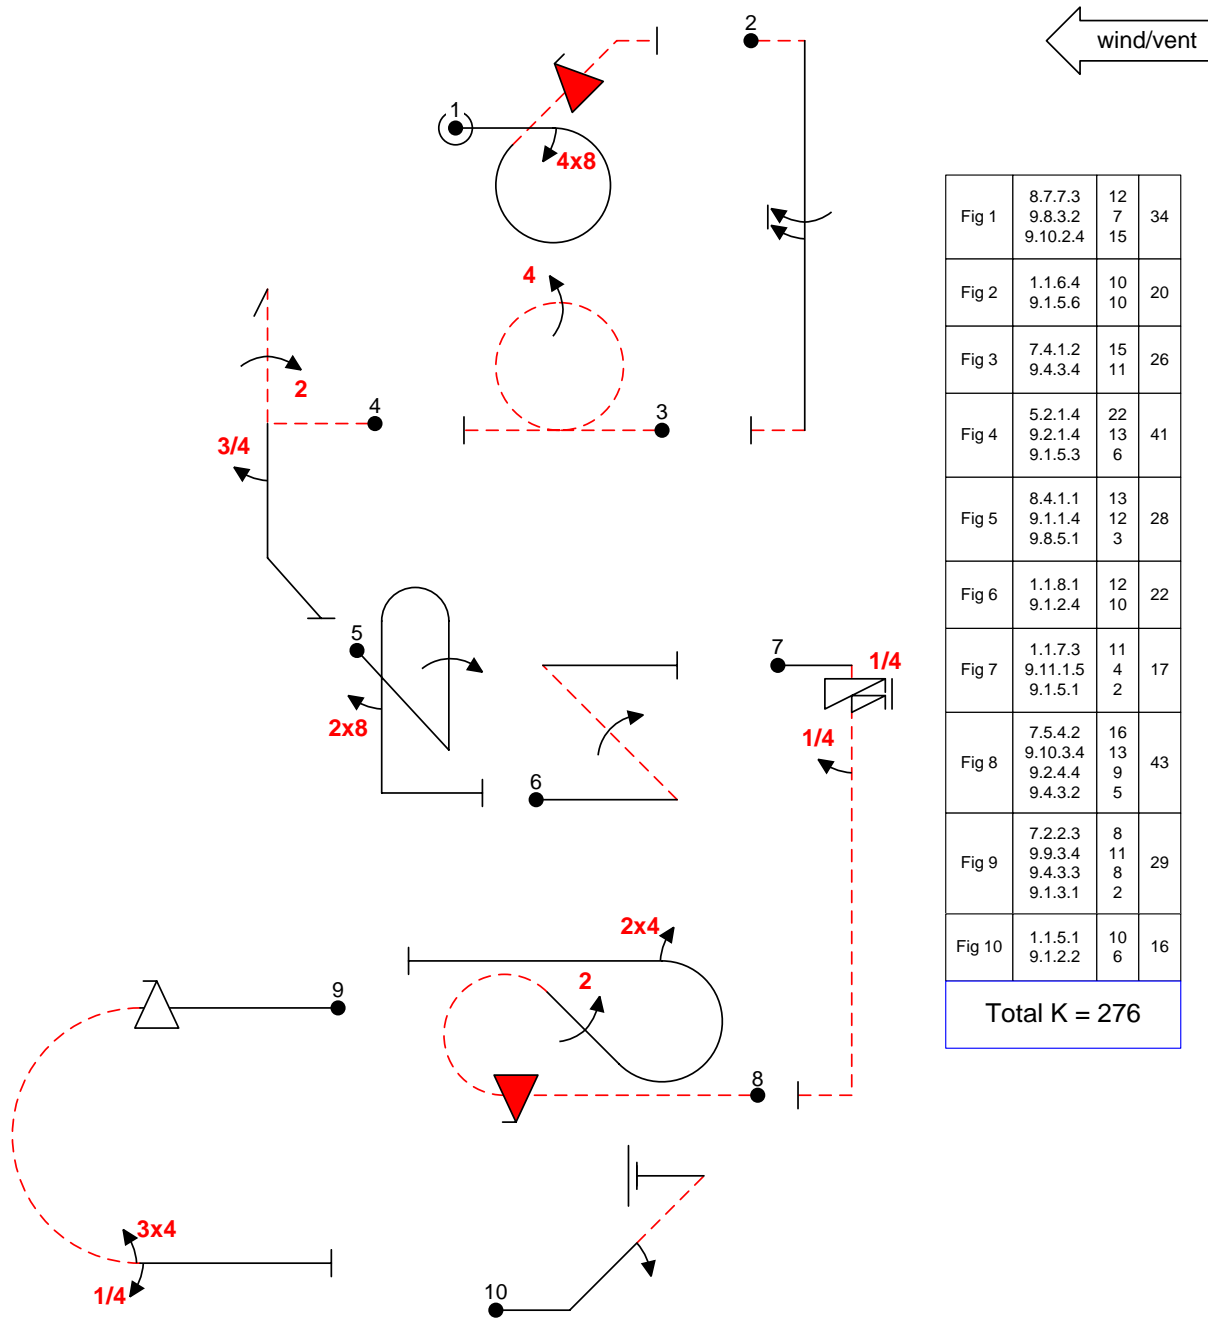 2
wind/vent
1
4x8
4
2
3/4
4
3
5
2x8
6
7
1/4
1/4
2x4
2
9
8
3x4
1/4
10
Fig 1 8.7.7.3 12 34
9.8.3.2 7
9.10.2.4 15
Fig 2 1.1.6.4 10 20
9.1.5.6 10
Fig 3 7.4.1.2 15 26
9.4.3.4 11
Fig 4 5.2.1.4 22 41
9.2.1.4 13
9.1.5.3 6
Fig 5 8.4.1.1 13 28
9.1.1.4 12
9.8.5.1 3
Fig 6 1.1.8.1 12 22
9.1.2.4 10
Fig 7 1.1.7.3 11 17
9.11.1.5 4
9.1.5.1 2
Fig 8 7.5.4.2 16 43
9.10.3.4 13
9.2.4.4 9
9.4.3.2 5
Fig 9 7.2.2.3 8 29
9.9.3.4 11
9.4.3.3 8
9.1.3.1 2
Fig 10 1.1.5.1 10 16
9.1.2.2 6
Total K = 276